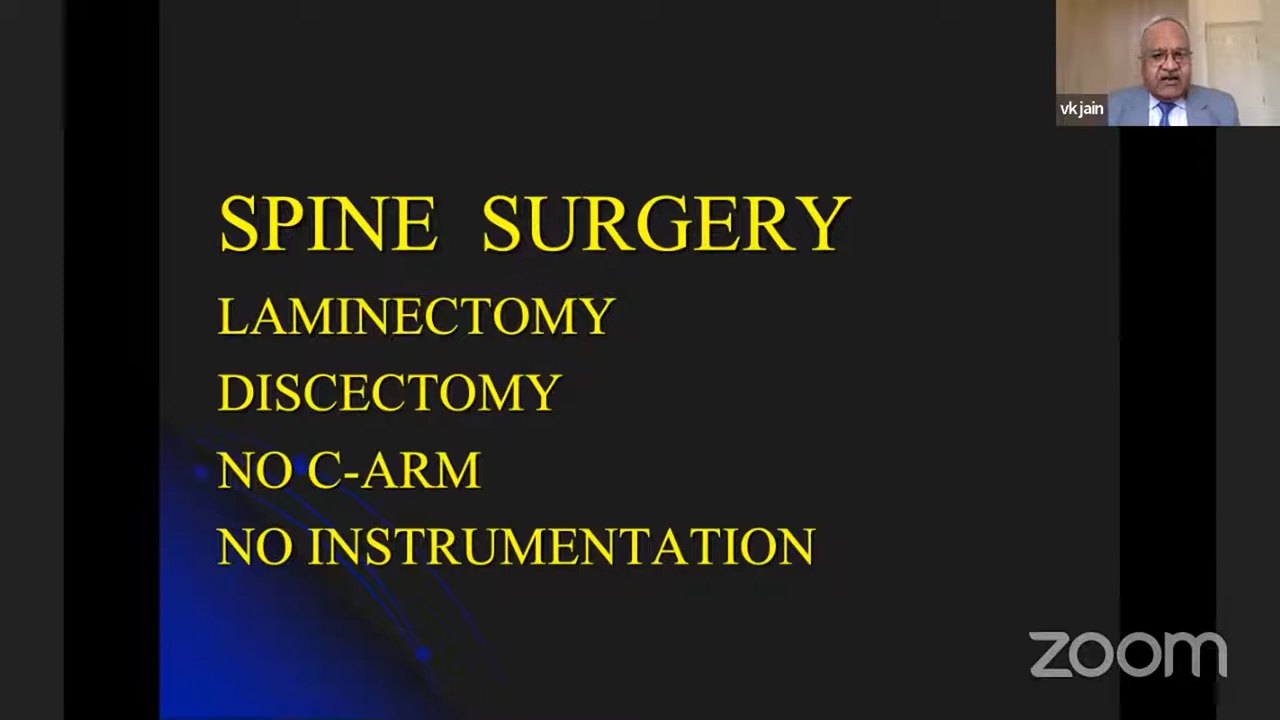 vk jain
SPINE SURGERY
LAMINECTOMY
DISCECTOMY
NO C-ARM
NO INSTRUMENTATION
zoom